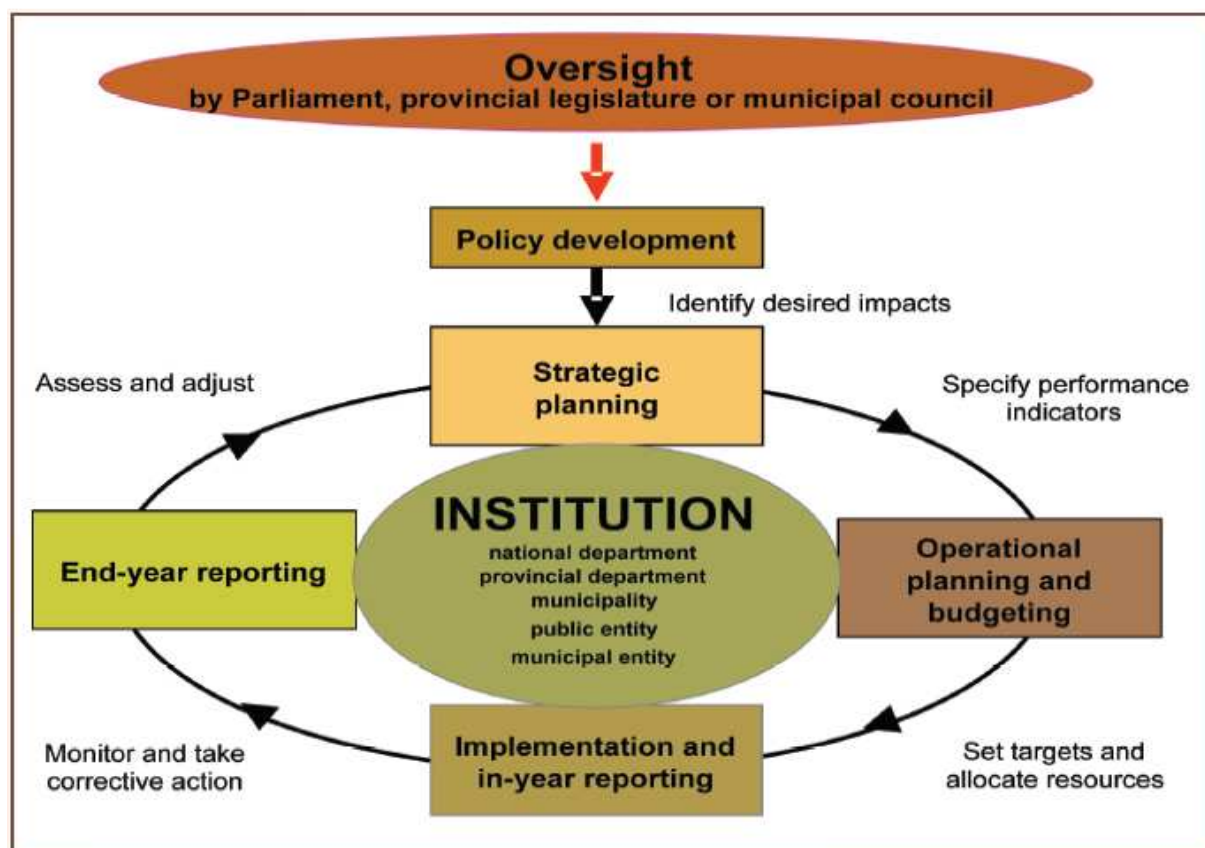 Oversight
by Parliament, provincial legislature or municipal council
Policy development
Identify desired impacts
Strategic
planning
Assess and adjust
Specify performance
indicators
INSTITUTION
national department
provincial department
municipality
public entity
municipal entity
End-year reporting
Operational
planning and
budgeting
Implementation and
in-year reporting
Monitor and take
corrective action
Set targets and
allocate resources